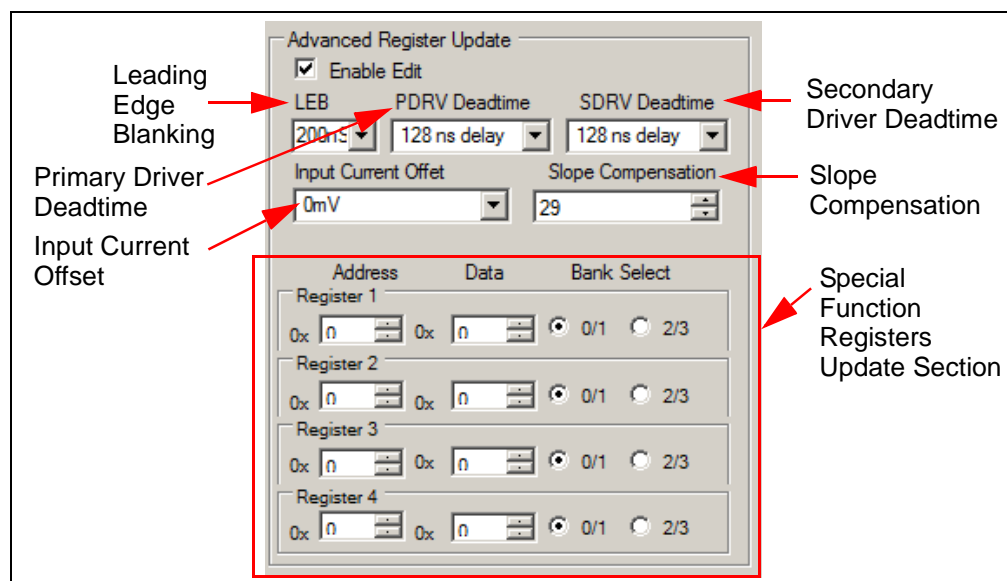 Advanced Register Update
Enable Edit
Leading
Edge
Blanking
LEB
PDRV Deadtime
SDRV Deadtime
Secondary
Driver Deadtime
200nS
128 ns delay
128 ns delay
Primary Driver
Deadtime
Input Current Offet
Slope Compensation
Slope
Compensation
0mV
29
Input Current
Offset
Address
Data
Bank Select
Special
Function
Registers
Update Section
Register 1
0x 0 0x 0 0/1 2/3
Register 2
0x 0 0x 0 0/1 2/3
Register 3
0x 0 0x 0 0/1 2/3
Register 4
0x 0 0x 0 0/1 2/3